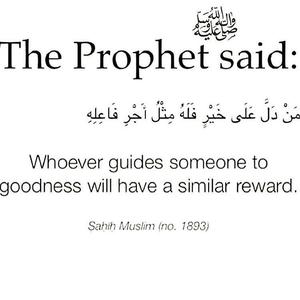 ﷺ
The Prophet said:
مَنْ دَلَّ عَلَى خَيْرٍ فَلَهُ مِثْلُ أَجْرِ فَاعِلِهِ
Whoever guides someone to
goodness will have a similar reward.
Sahih Muslim (no. 1893)